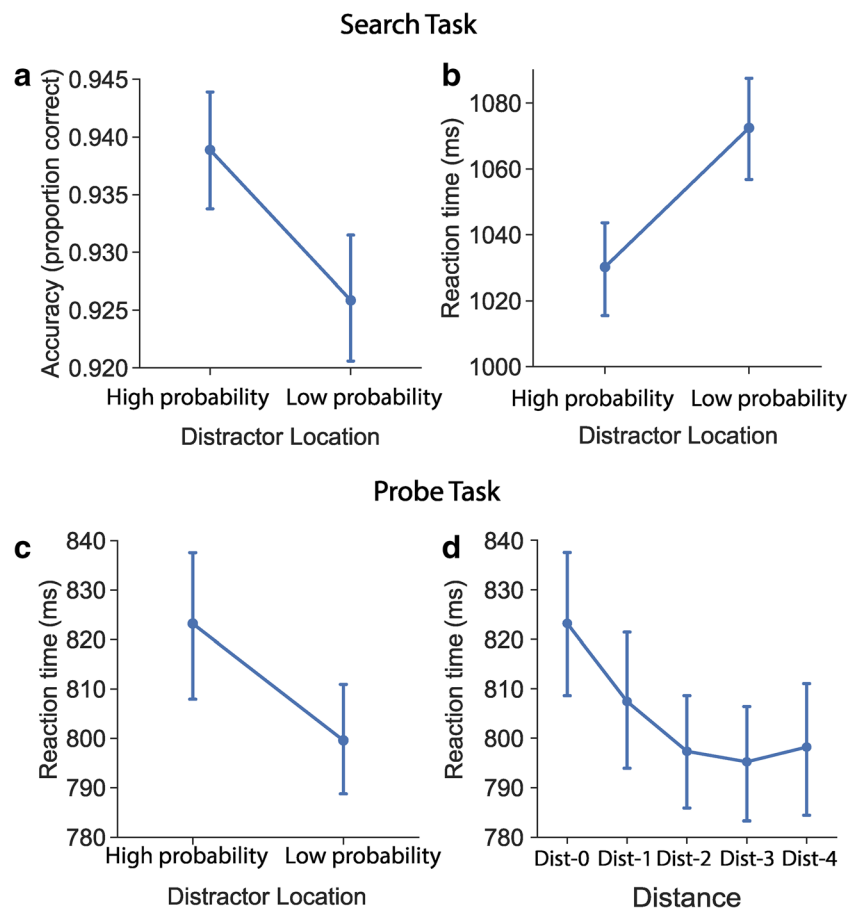 Search Task
a
Accuracy (proportion correct)
0.945
0.940
0.935
0.930
0.925
0.920
High probability Low probability
Distractor Location
b
Reaction time (ms)
1080
1060
1040
1020
1000
High probability Low probability
Distractor Location
Probe Task
c
Reaction time (ms)
840
830
820
810
800
790
780
High probability Low probability
Distractor Location
d
Reaction time (ms)
840
830
820
810
800
790
780
Dist-0 Dist-1 Dist-2 Dist-3 Dist-4
Distance